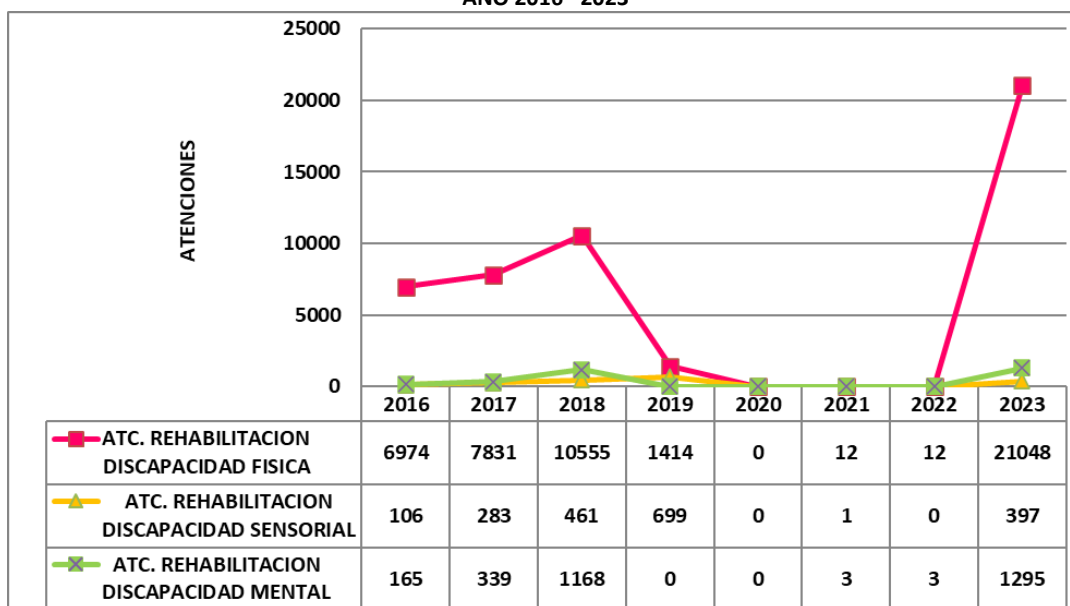 25000
20000
15000
10000
5000
0
ATENCIONES
2016 2017 2018 2019 2020 2021 2022 2023
ATC. REHABILITACION
DISCAPACIDAD FISICA
6974 7831 10555 1414 0 12 12 21048
ATC. REHABILITACION
DISCAPACIDAD SENSORIAL
106 283 461 699 0 1 0 397
ATC. REHABILITACION
DISCAPACIDAD MENTAL
165 339 1168 0 0 3 3 1295